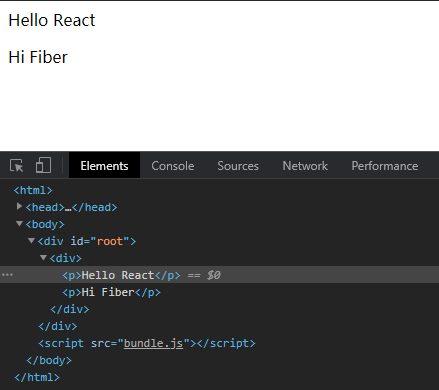 Hello React
Hi Fiber
Elements Console Sources Network Performance
<html>
<head>…</head>
<body>
<div id="root">
<div>
<p>Hello React</p> == $0
<p>Hi Fiber</p>
</div>
</div>
<script src="bundle.js"></script>
</body>
</html>